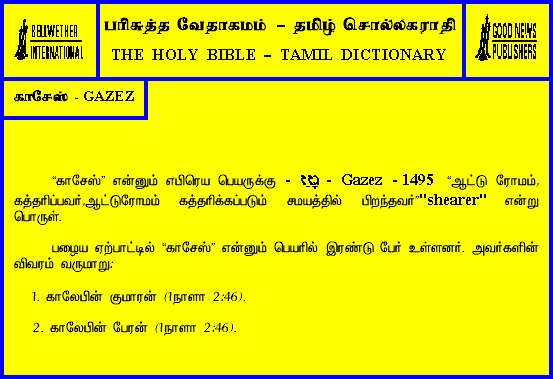 BELLWETHER
INTERNATIONAL
பரிசுத்த வேதாகமம் – தமிழ் சொல்லகராதி
THE HOLY BIBLE – TAMIL DICTIONARY
GOOD NEWS
PUBLISHERS
காசேஸ் - GAZEZ
“காசேஸ்” என்னும் எபிரெய பெயருக்கு - גזז - Gazez - 1495 “ஆட்டு ரோமம்,
கத்தரிப்பவர்,ஆட்டுரோமம் கத்தரிக்கப்படும் சமயத்தில் பிறந்தவர்”"shearer" என்று
பொருள்.
பழைய ஏற்பாட்டில் “காசேஸ்” என்னும் பெயரில் இரண்டு பேர் உள்ளனர். அவர்களின்
விவரம் வருமாறு:
1. காலேபின் குமாரன் (1நாளா 2:46).
2. காலேபின் பேரன் (1நாளா 2:46).